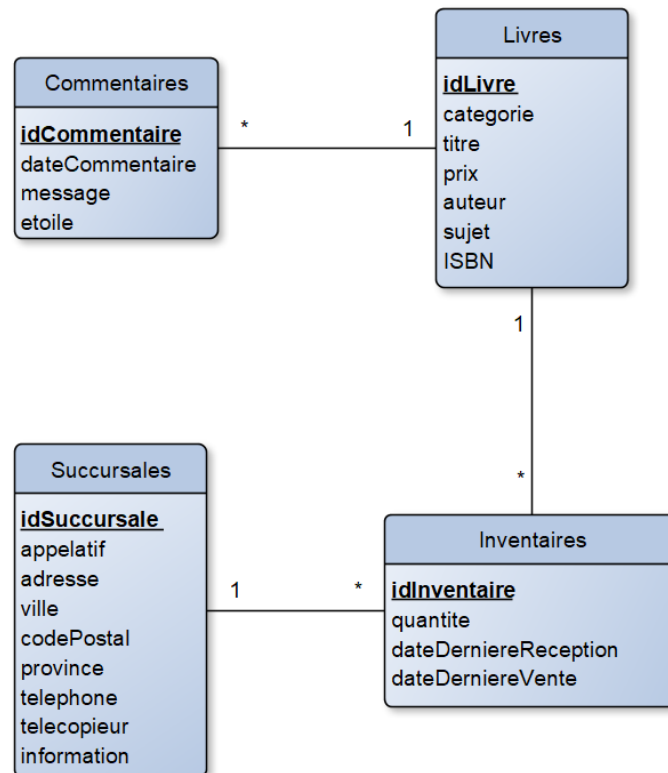 Livres
idLivre
categorie
titre
prix
auteur
sujet
ISBN
Commentaires
idCommentaire
dateCommentaire
message
etoile
*
1
1
*
Succursales
idSuccursale
appelatif
adresse
ville
codePostal
province
telephone
telecopieur
information
1
*
Inventaires
idInventaire
quantite
dateDerniereReception
dateDerniereVente